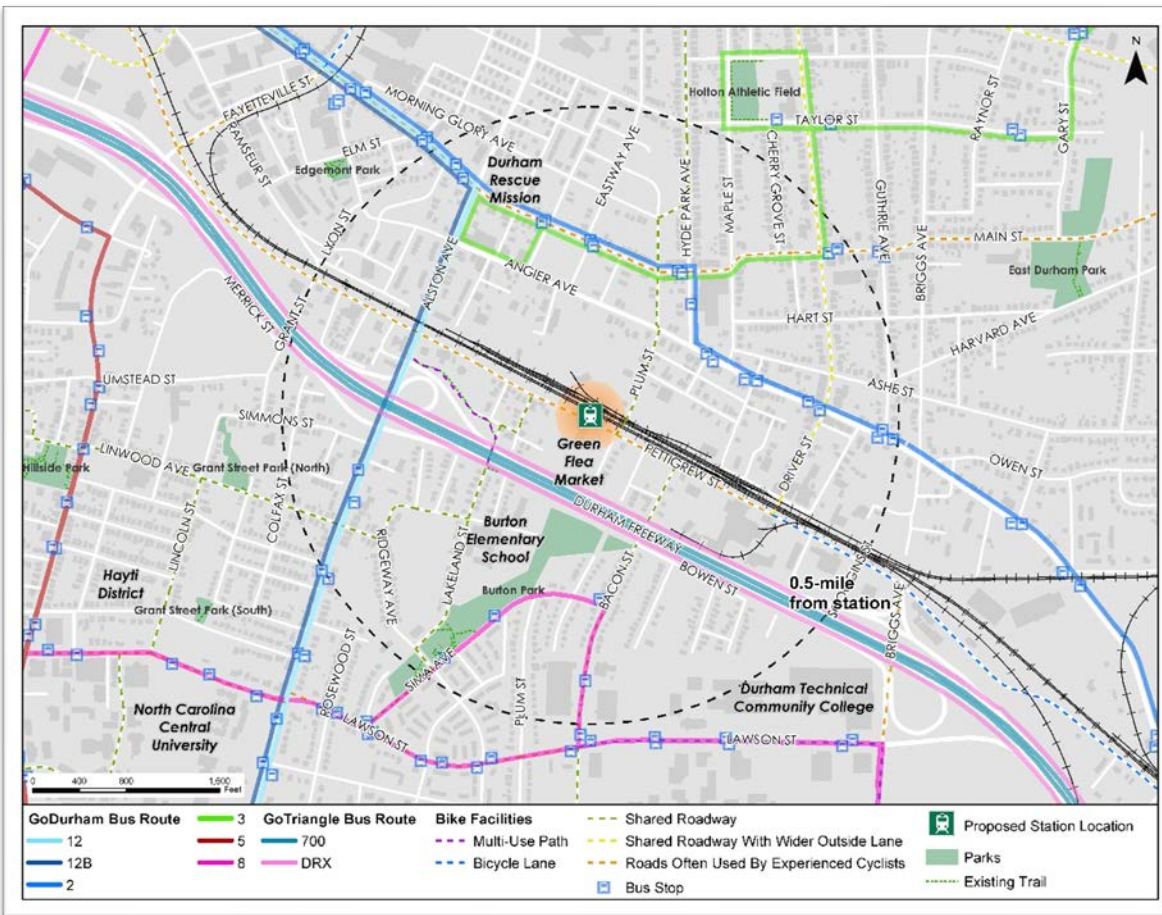 N
FAYETTEVILLE ST
RAMSEUR ST
MORNING GLORY AVE
ELM ST
Edgemont Park
Durham
Rescue
Mission
EASTWAY AVE
HYDE PARK AVE
MAPLE ST
CHERRY GROVE ST
Holton Athletic Field
TAYLOR ST
RAYNOR ST
GARY ST
GUTHRIE AVE
BRIGGS AVE
MAIN ST
East Durham Park
LYON ST
ALSTON AVE
ANGIER AVE
MERRICK ST
GRANT ST
HART ST
HARVARD AVE
UMSTEAD ST
PLUM ST
ASHE ST
SIMMONS ST
Green
Flea
Market
PETTIGREW ST
DRIVER ST
OWEN ST
Hillside Park
LINWOOD AVE
Grant Street Park (North)
COLFAX ST
LINCOLN ST
RIDGEWAY AVE
LAKELAND ST
Burton
Elementary
School
DURHAM FREEWAY
BOWEN ST
BACON ST
Burton Park
Hayti
District
Grant Street Park (South)
0.5-mile
from station
BRIGGS AVE
SIMA AVE
ROSEWOOD ST
PLUM ST
Durham Technical
Community College
North Carolina
Central
University
LAWSON ST
LAWSON ST
0 400 800 1,600
Feet
GoDurham Bus Route
12
12B
2
3
5
8
GoTriangle Bus Route
700
DRX
Bike Facilities
Multi-Use Path
Bicycle Lane
Shared Roadway
Shared Roadway With Wider Outside Lane
Roads Often Used By Experienced Cyclists
Bus Stop
Proposed Station Location
Parks
Existing Trail